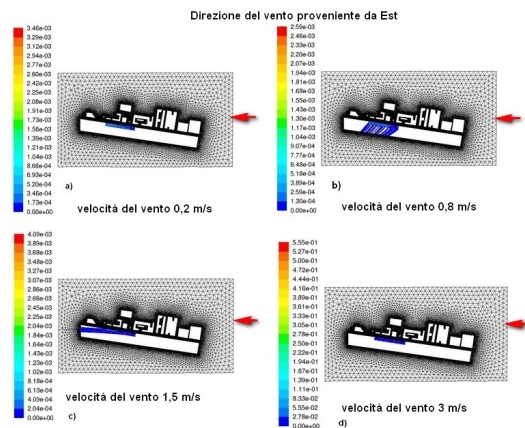 Direzione del vento proveniente da Est
3.46e-03
3.29e-03
3.12e-03
2.94e-03
2.77e-03
2.60e-03
2.42e-03
2.25e-03
2.08e-03
1.91e-03
1.73e-03
1.56e-03
1.39e-03
1.21e-03
1.04e-03
8.66e-04
6.93e-04
5.20e-04
3.46e-04
1.73e-04
0.00e+00
a)
velocità del vento 0,2 m/s
2.59e-03
2.46e-03
2.33e-03
2.20e-03
2.07e-03
1.94e-03
1.81e-03
1.68e-03
1.55e-03
1.42e-03
1.29e-03
1.16e-03
1.04e-03
9.06e-04
7.77e-04
6.47e-04
5.18e-04
3.88e-04
2.59e-04
1.29e-04
0.00e+00
b)
velocità del vento 0,8 m/s
4.09e-03
3.89e-03
3.68e-03
3.48e-03
3.27e-03
3.07e-03
2.86e-03
2.66e-03
2.45e-03
2.25e-03
2.04e-03
1.84e-03
1.64e-03
1.43e-03
1.23e-03
1.02e-03
8.18e-04
6.13e-04
4.09e-04
2.04e-04
0.00e+00
c)
velocità del vento 1,5 m/s
5.55e-01
5.27e-01
5.00e-01
4.72e-01
4.44e-01
4.16e-01
3.89e-01
3.61e-01
3.33e-01
3.05e-01
2.78e-01
2.50e-01
2.22e-01
1.94e-01
1.67e-01
1.39e-01
1.11e-01
8.33e-02
5.55e-02
2.78e-02
0.00e+00
velocità del vento 3 m/s
d)